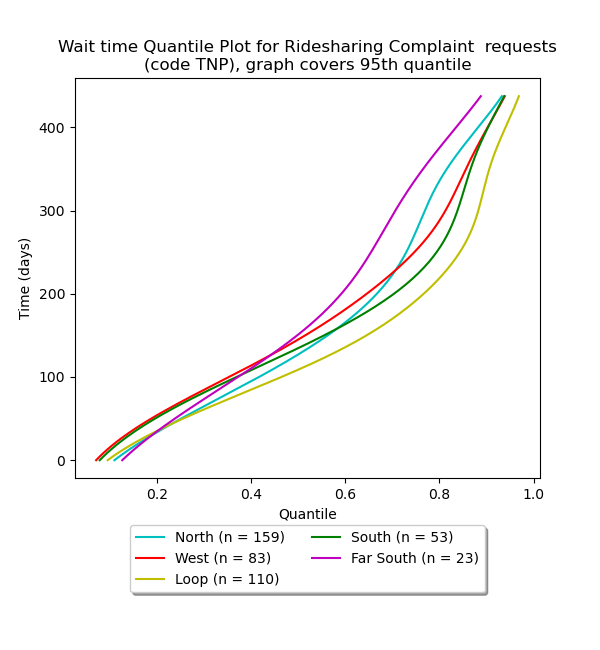 Wait time Quantile Plot for Ridesharing Complaint  requests
(code TNP), graph covers 95th quantile
Time (days)
400
300
200
100
0
0.2 0.4 0.6 0.8 1.0
Quantile
North (n = 159)
West (n = 83)
Loop (n = 110)
South (n = 53)
Far South (n = 23)